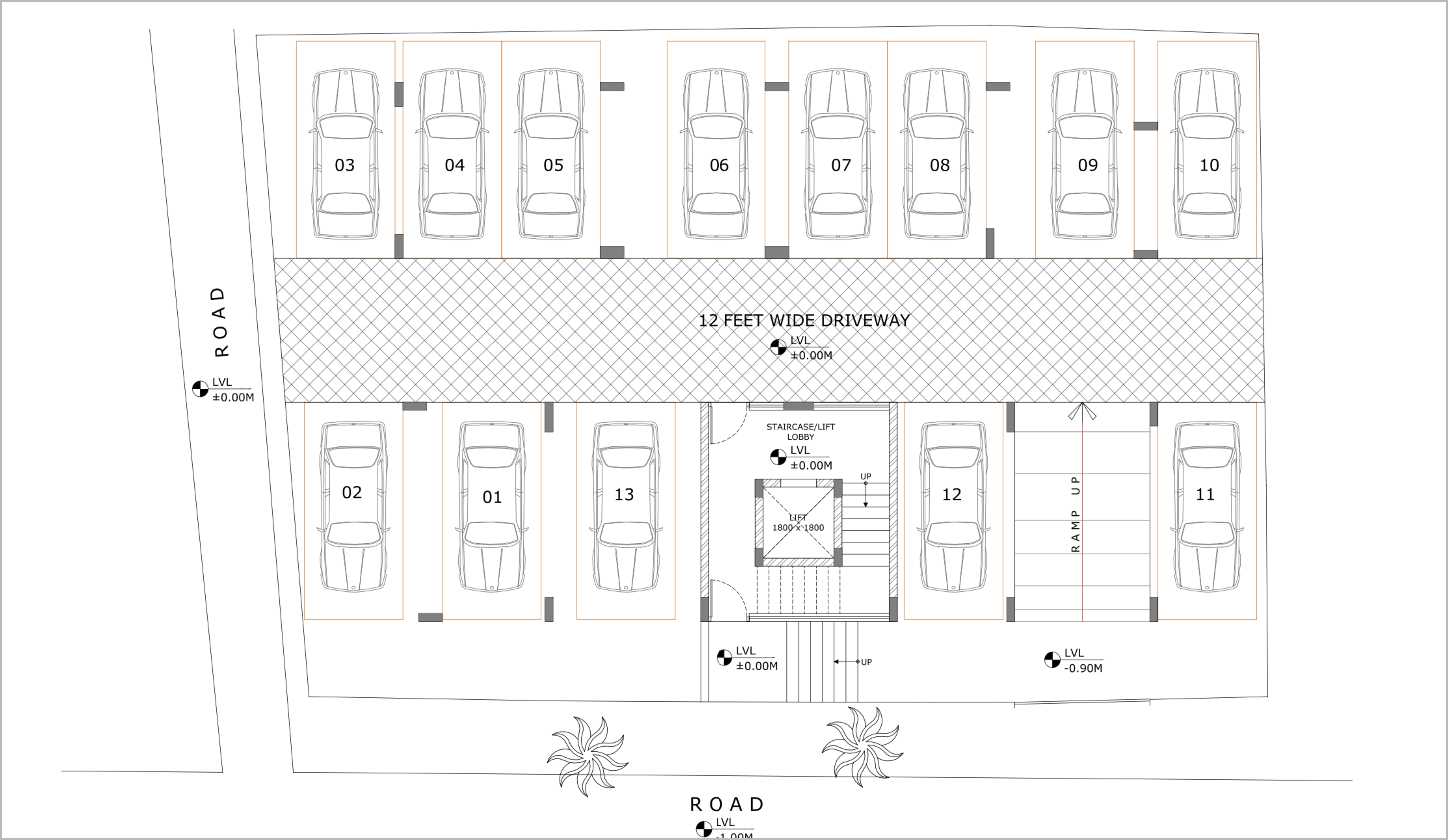 03
04
05
06
07
08
09
10
12 FEET WIDE DRIVEWAY
LVL
±0.00M
ROAD
LVL
±0.00M
STAIRCASE/LIFT
LOBBY
LVL
±0.00M
UP
02
01
13
LIFT
1800 x 1800
12
RAMP UP
11
LVL
±0.00M
UP
LVL
-0.90M
ROAD
LVL
-1.00M